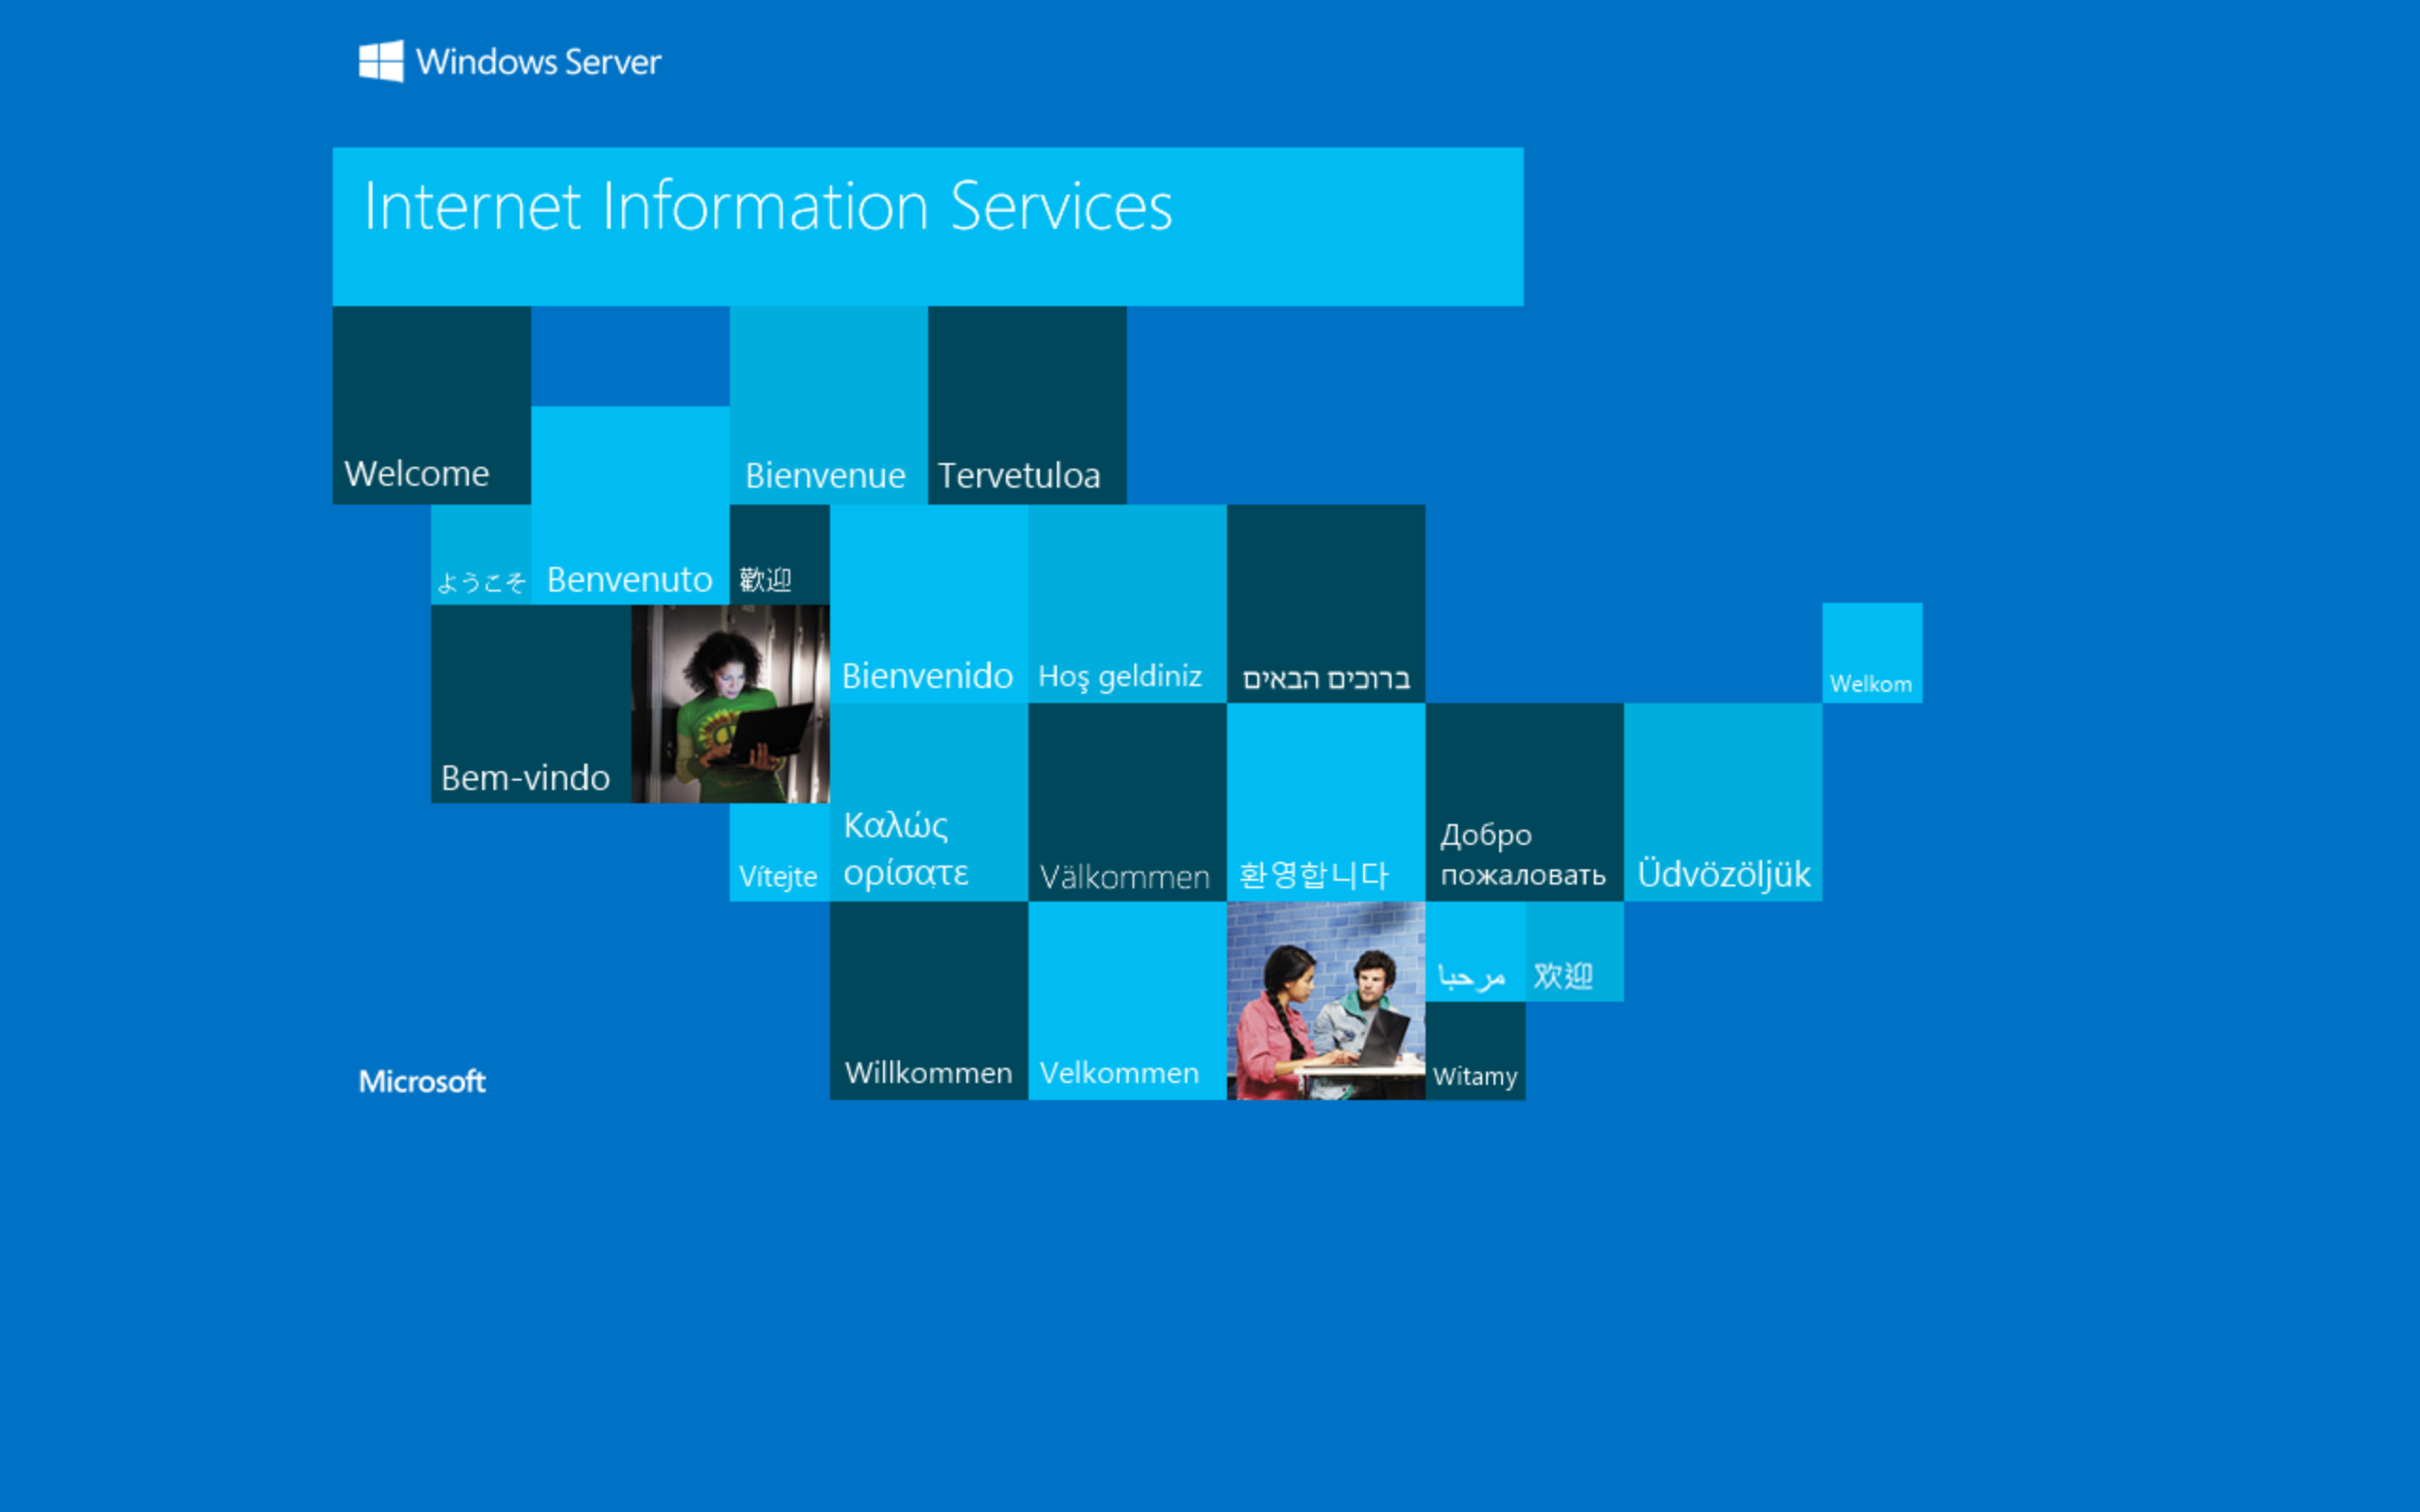 Windows Server
Internet Information Services
Welcome
Bienvenue
Tervetuloa
ようこそ
Benvenuto
歡迎
Bienvenido
Hoş geldiniz
ברוכים הבאים
Welkom
Bem-vindo
Vítejte
Καλώς
ορίσατε
Välkommen
환영합니다
Добро
пожаловать
Üdvözöljük
Willkommen
Velkommen
مرحبا
欢迎
Witamy
Microsoft